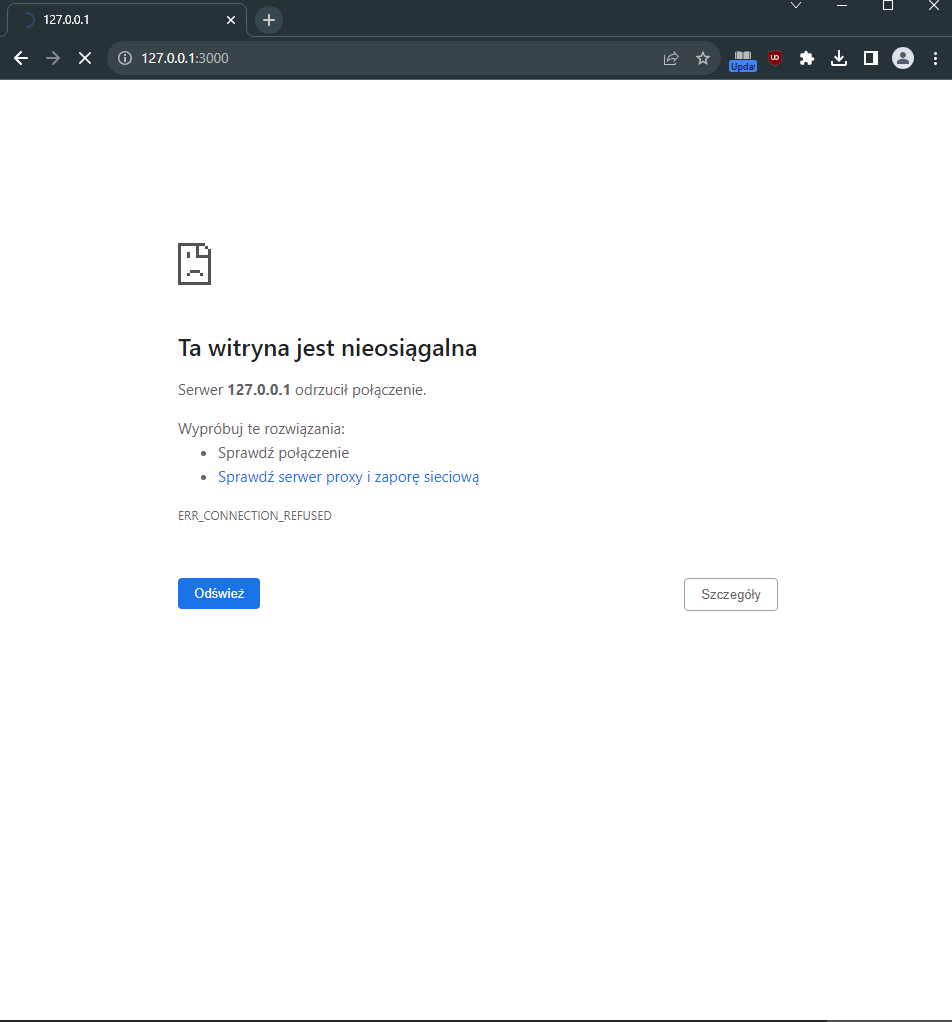 127.0.0.1
127.0.0.1:3000
Updat
Ta witryna jest nieosiągalna
Serwer 127.0.0.1 odrzucił połączenie.
Wypróbuj te rozwiązania:
Sprawdź połączenie
Sprawdź serwer proxy i zaporę sieciową
ERR_CONNECTION_REFUSED
Odśwież
Szczegóły